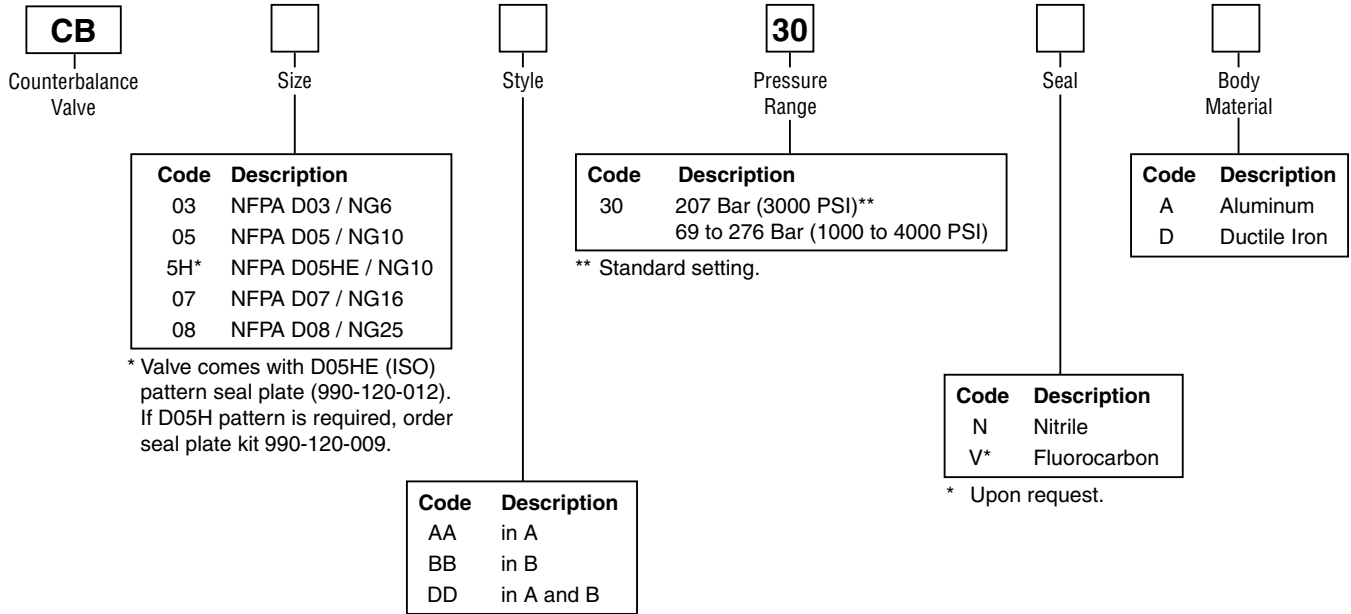 CB
30
Counterbalance
Valve
Size
Style
Pressure
Range
Seal
Body
Material
Code Description
03 NFPA D03 / NG6
05 NFPA D05 / NG10
5H* NFPA D05HE / NG10
07 NFPA D07 / NG16
08 NFPA D08 / NG25
* Valve comes with D05HE (ISO)
pattern seal plate (990-120-012).
If D05H pattern is required, order
seal plate kit 990-120-009.
Code Description
AA in A
BB in B
DD in A and B
Code Description
30 207 Bar (3000 PSI)**
69 to 276 Bar (1000 to 4000 PSI)
** Standard setting.
Code Description
N Nitrile
V* Fluorocarbon
* Upon request.
Code Description
A Aluminum
D Ductile Iron